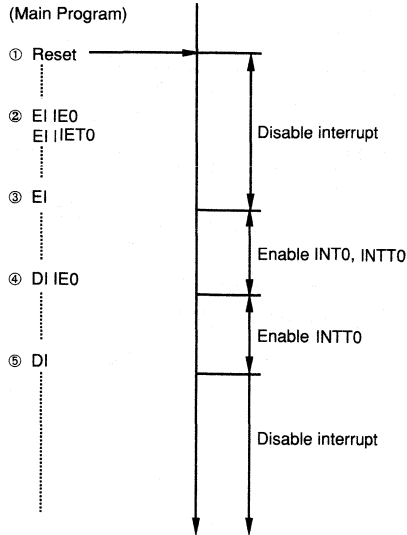 (Main Program)
① Reset
② EI IE0
EI IET0
Disable interrupt
③ EI
Enable INT0, INTT0
④ DI IE0
Enable INTT0
⑤ DI
Disable interrupt